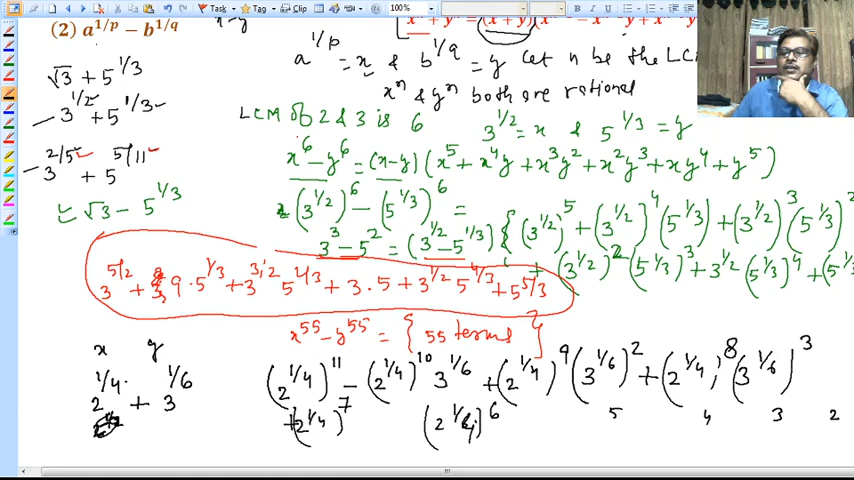 Task Tag 100%
(2) a^{1/p} − b^{1/q}
x−y
(x+y)
a^{1/p} = x & b^{1/q} = y Let n be the LC
x^n & y^n both are rational
√3 + 5^{1/3}
− 3^{1/2} + 5^{1/3} −
− 3^{2/5} + 5^{5/11}
√3 − 5^{1/3}
LCM of 2 & 3 is 6 3^{1/2} = x & 5^{1/3} = y
x^6 − y^6 = (x−y) (x^5 + x^4y + x^3y^2 + x^2y^3 + xy^4 + y^5)
(3^{1/2})^6 − (5^{1/3})^6 =
3^3 − 5^2 = (3^{1/2} − 5^{1/3}) { (3^{1/2})^5 + (3^{1/2})^4 (5^{1/3}) + (3^{1/2})^3 (5^{1/3})^2
+ (3^{1/2})^2 (5^{1/3})^3 + 3^{1/2} (5^{1/3})^4 + (5^{1/3}
3^{5/2} + 9 · 5^{1/3} + 3^{3/2} 5^{2/3} + 3 · 5 + 3^{1/2} 5^{4/3} + 5^{5/3}
x^{55} − y^{55} = { 55 terms }
x y
2^{1/4} + 3^{1/6}
(2^{1/4})^{11} − (2^{1/4})^{10} 3^{1/6} + (2^{1/4})^9 (3^{1/6})^2 + (2^{1/4})^8 (3^{1/6})^3
+ (2^{1/4})^7 (2^{1/4})^6 5 4 3 2